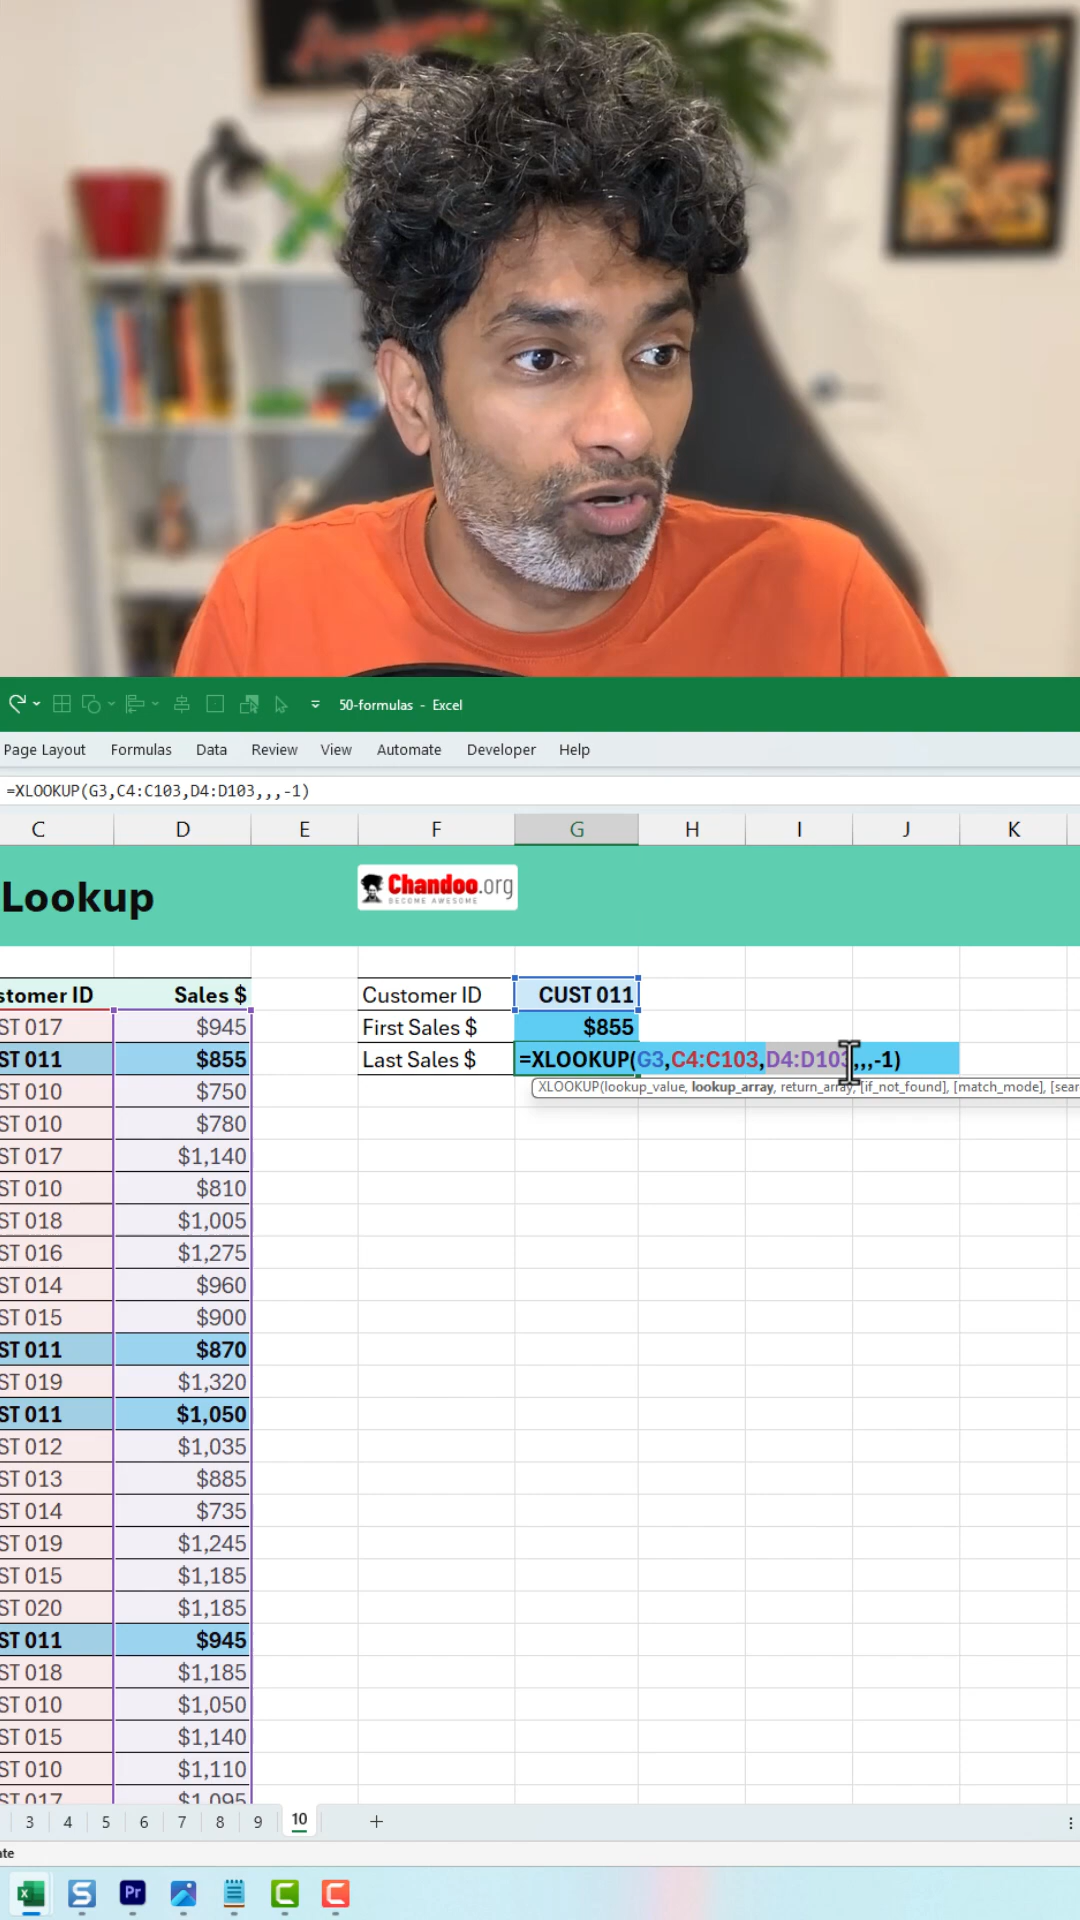 50-formulas - Excel
Page Layout Formulas Data Review View Automate Developer Help
=XLOOKUP(G3,C4:C103,D4:D103,,,-1)
C D E F G H I J K
Lookup
Chandoo.org
BECOME AWESOME
stomer ID Sales $ Customer ID CUST 011
ST 017 $945 First Sales $ $855
ST 011 $855 Last Sales $ =XLOOKUP(G3,C4:C103,D4:D103,,,-1)
XLOOKUP(lookup_value, lookup_array, return_array, [if_not_found], [match_mode], [sear
ST 010 $750
ST 010 $780
ST 017 $1,140
ST 010 $810
ST 018 $1,005
ST 016 $1,275
ST 014 $960
ST 015 $900
ST 011 $870
ST 019 $1,320
ST 011 $1,050
ST 012 $1,035
ST 013 $885
ST 014 $735
ST 019 $1,245
ST 015 $1,185
ST 020 $1,185
ST 011 $945
ST 018 $1,185
ST 010 $1,050
ST 015 $1,140
ST 010 $1,110
ST 017 $1,095
3 4 5 6 7 8 9 10
ate
S Pr C C